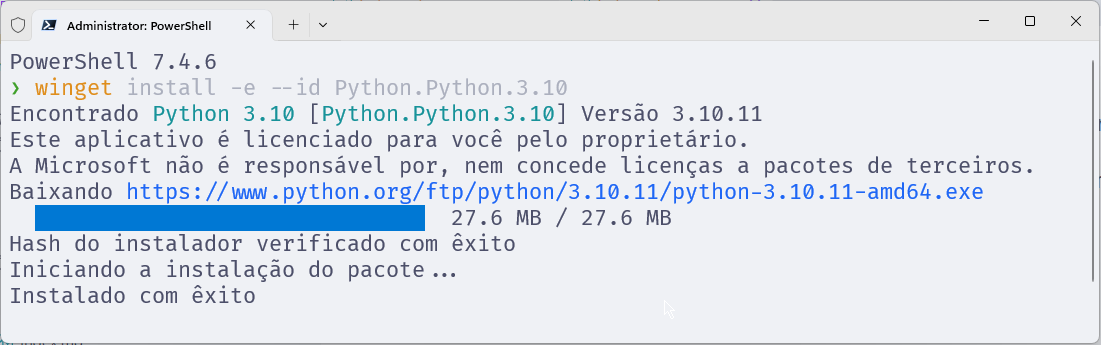 Administrator: PowerShell
PowerShell 7.4.6
❯ winget install -e --id Python.Python.3.10
Encontrado Python 3.10 [Python.Python.3.10] Versão 3.10.11
Este aplicativo é licenciado para você pelo proprietário.
A Microsoft não é responsável por, nem concede licenças a pacotes de terceiros.
Baixando https://www.python.org/ftp/python/3.10.11/python-3.10.11-amd64.exe
27.6 MB / 27.6 MB
Hash do instalador verificado com êxito
Iniciando a instalação do pacote...
Instalado com êxito